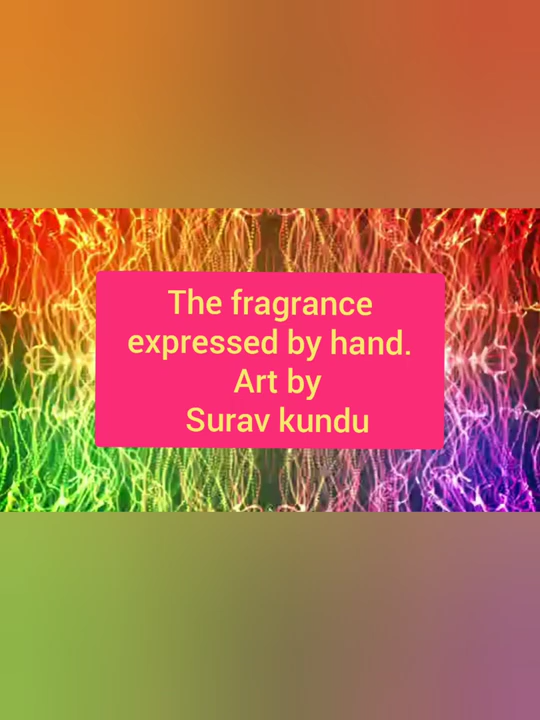 The fragrance
expressed by hand.
Art by
Surav kundu